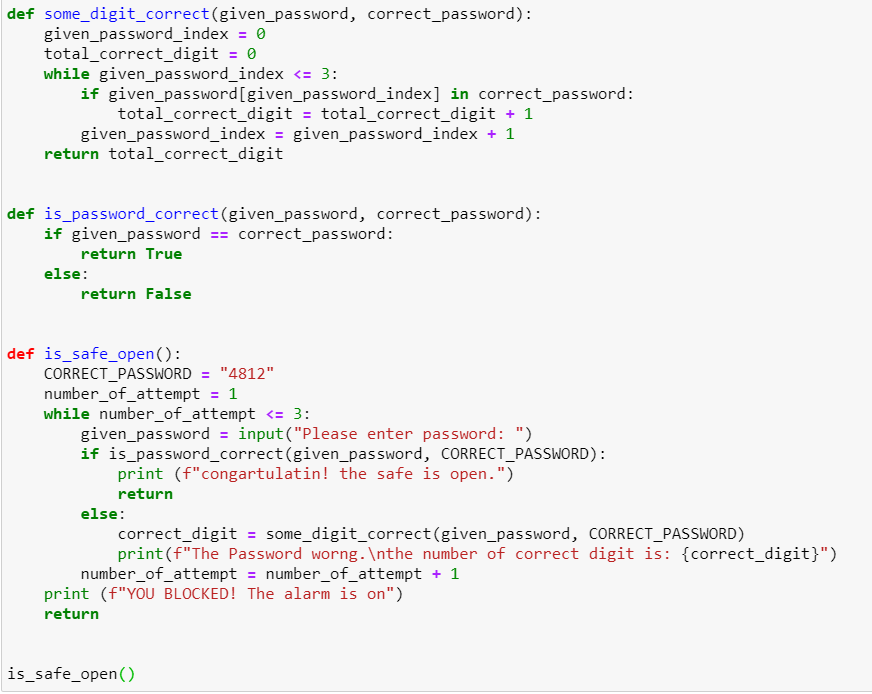 def some_digit_correct(given_password, correct_password):
    given_password_index = 0
    total_correct_digit = 0
    while given_password_index <= 3:
        if given_password[given_password_index] in correct_password:
            total_correct_digit = total_correct_digit + 1
        given_password_index = given_password_index + 1
    return total_correct_digit
def is_password_correct(given_password, correct_password):
    if given_password == correct_password:
        return True
    else:
        return False
def is_safe_open():
    CORRECT_PASSWORD = "4812"
    number_of_attempt = 1
    while number_of_attempt <= 3:
        given_password = input("Please enter password: ")
        if is_password_correct(given_password, CORRECT_PASSWORD):
            print (f"congartulatin! the safe is open.")
            return
        else:
            correct_digit = some_digit_correct(given_password, CORRECT_PASSWORD)
            print(f"The Password worng.\nthe number of correct digit is: {correct_digit}")
        number_of_attempt = number_of_attempt + 1
    print (f"YOU BLOCKED! The alarm is on")
    return
is_safe_open()